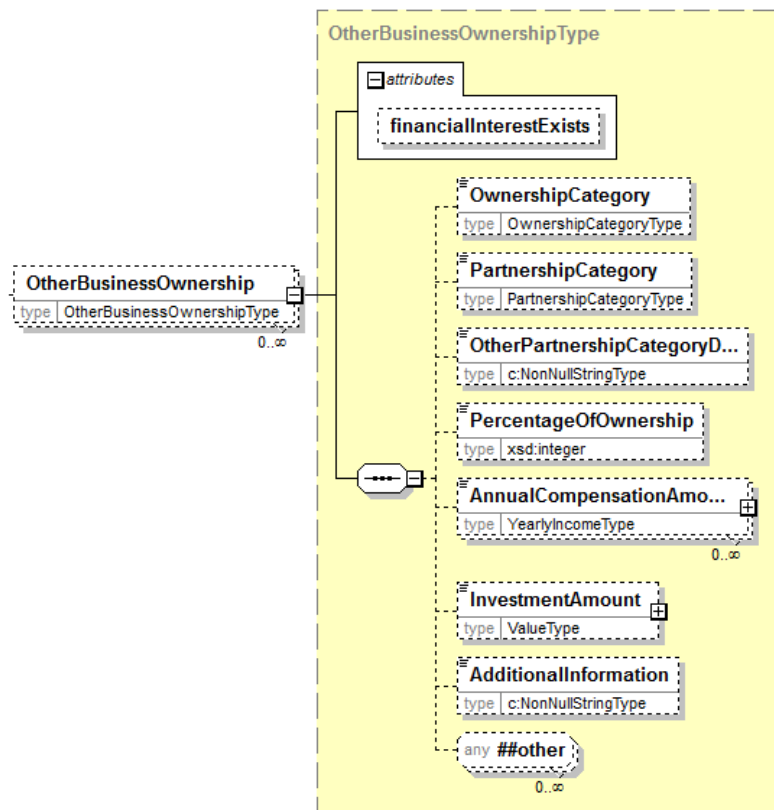 OtherBusinessOwnershipType
attributes
financialInterestExists
OtherBusinessOwnership
type OtherBusinessOwnershipType
0..∞
OwnershipCategory
type OwnershipCategoryType
PartnershipCategory
type PartnershipCategoryType
OtherPartnershipCategoryD...
type c:NonNullStringType
PercentageOfOwnership
type xsd:integer
AnnualCompensationAmo...
type YearlyIncomeType
0..∞
InvestmentAmount
type ValueType
AdditionalInformation
type c:NonNullStringType
any ##other
0..∞